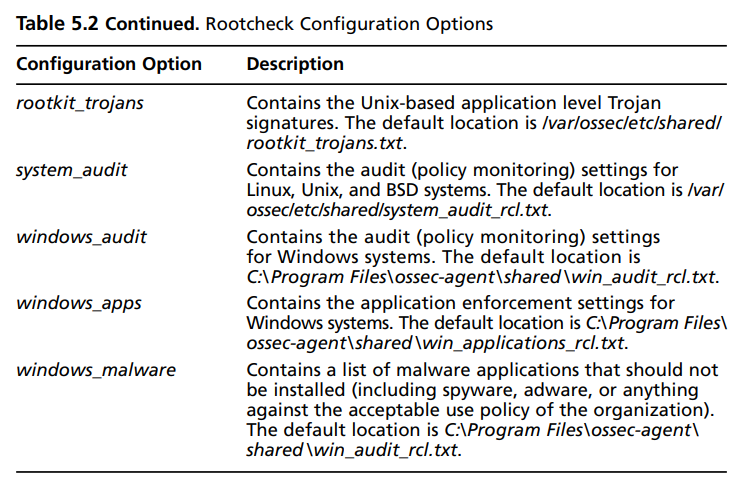 Table 5.2 Continued. Rootcheck Configuration Options
Configuration Option Description
rootkit_trojans Contains the Unix-based application level Trojan
signatures. The default location is /var/ossec/etc/shared/
rootkit_trojans.txt.
system_audit Contains the audit (policy monitoring) settings for
Linux, Unix, and BSD systems. The default location is /var/
ossec/etc/shared/system_audit_rcl.txt.
windows_audit Contains the audit (policy monitoring) settings
for Windows systems. The default location is
C:\Program Files\ossec-agent\shared\win_audit_rcl.txt.
windows_apps Contains the application enforcement settings for
Windows systems. The default location is C:\Program Files\
ossec-agent\shared\win_applications_rcl.txt.
windows_malware Contains a list of malware applications that should not
be installed (including spyware, adware, or anything
against the acceptable use policy of the organization).
The default location is C:\Program Files\ossec-agent\
shared\win_audit_rcl.txt.